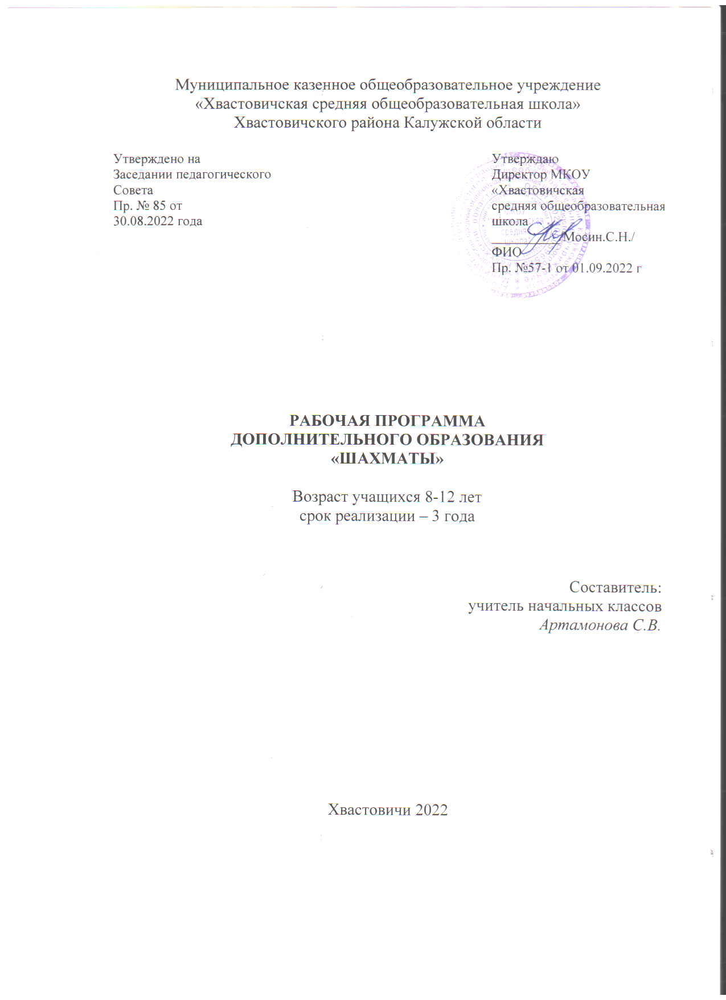 Муниципальное казенное общеобразовательное учреждение
«Хвастовичская средняя общеобразовательная школа»
Хвастовичского района Калужской области
Утверждено на
Заседании педагогического
Совета
Пр. № 85 от
30.08.2022 года
Утверждаю
Директор МКОУ
«Хвастовичская
средняя общеобразовательная
школа
__________/Мосин.С.Н./
ФИО
Пр. №57-1 от 01.09.2022 г
РАБОЧАЯ ПРОГРАММА
ДОПОЛНИТЕЛЬНОГО ОБРАЗОВАНИЯ
«ШАХМАТЫ»
Возраст учащихся 8-12 лет
срок реализации – 3 года
Составитель:
учитель начальных классов
Артамонова С.В.
Хвастовичи 2022